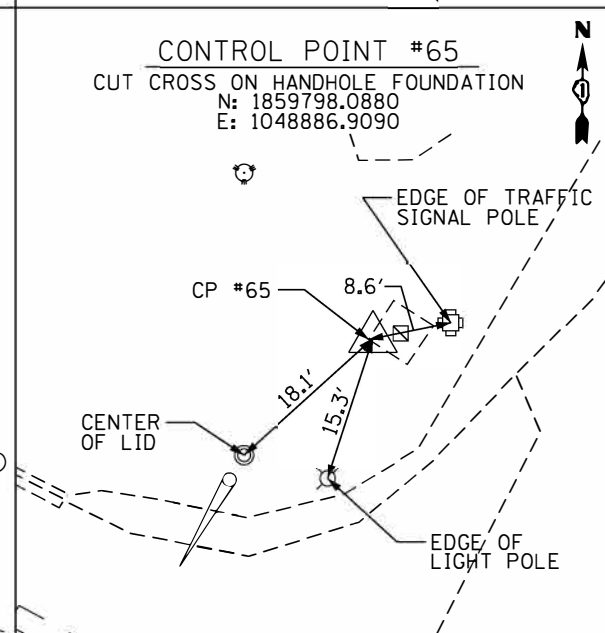 CONTROL POINT #65
CUT CROSS ON HANDHOLE FOUNDATION
N: 1859798.0880
E: 1048886.9090
N
EDGE OF TRAFFIC
SIGNAL POLE
CP #65
8.6'
18.1'
15.3'
CENTER
OF LID
EDGE OF
LIGHT POLE